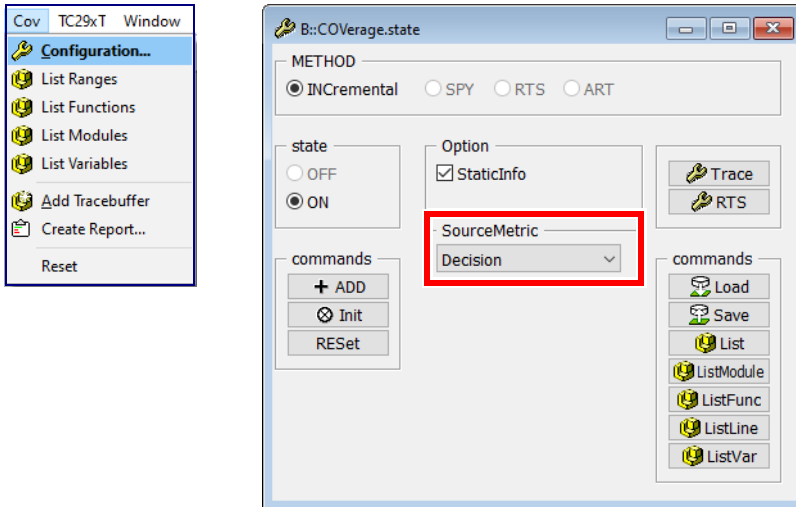 Cov TC29xT Window
Configuration...
List Ranges
List Functions
List Modules
List Variables
Add Tracebuffer
Create Report...
Reset
B::COVerage.state
METHOD
INCremental SPY RTS ART
state
OFF
ON
Option
StaticInfo
SourceMetric
Decision
Trace
RTS
commands
ADD
Init
RESet
commands
Load
Save
List
ListModule
ListFunc
ListLine
ListVar